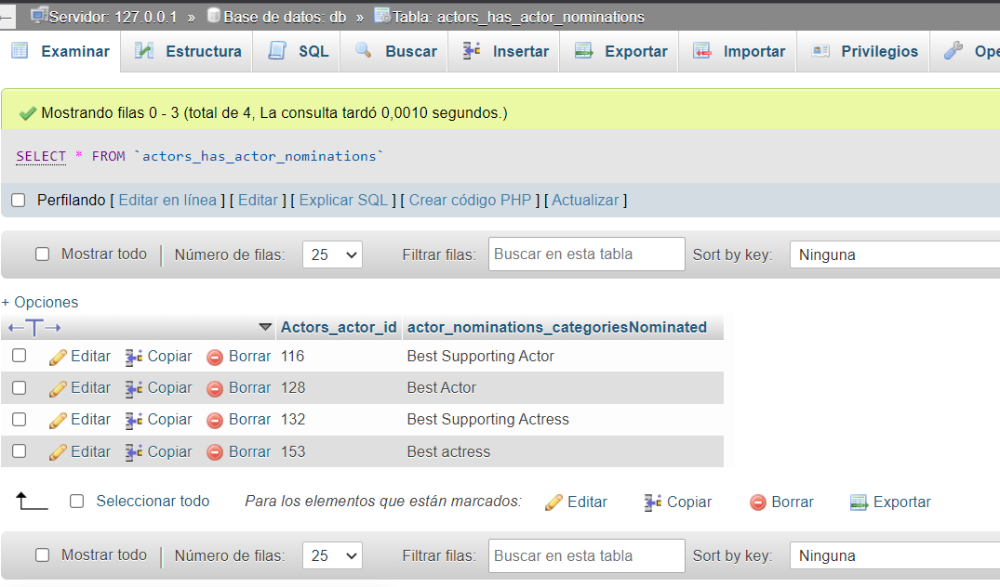 Servidor: 127.0.0.1 » Base de datos: db » Tabla: actors_has_actor_nominations
Examinar Estructura SQL Buscar Insertar Exportar Importar Privilegios Ope
Mostrando filas 0 - 3 (total de 4, La consulta tardó 0,0010 segundos.)
SELECT * FROM `actors_has_actor_nominations`
Perfilando [ Editar en línea ] [ Editar ] [ Explicar SQL ] [ Crear código PHP ] [ Actualizar ]
Mostrar todo Número de filas: 25 Filtrar filas: Buscar en esta tabla Sort by key: Ninguna
+ Opciones
←T→ Actors_actor_id actor_nominations_categoriesNominated
Editar Copiar Borrar 116 Best Supporting Actor
Editar Copiar Borrar 128 Best Actor
Editar Copiar Borrar 132 Best Supporting Actress
Editar Copiar Borrar 153 Best actress
Seleccionar todo Para los elementos que están marcados: Editar Copiar Borrar Exportar
Mostrar todo Número de filas: 25 Filtrar filas: Buscar en esta tabla Sort by key: Ninguna